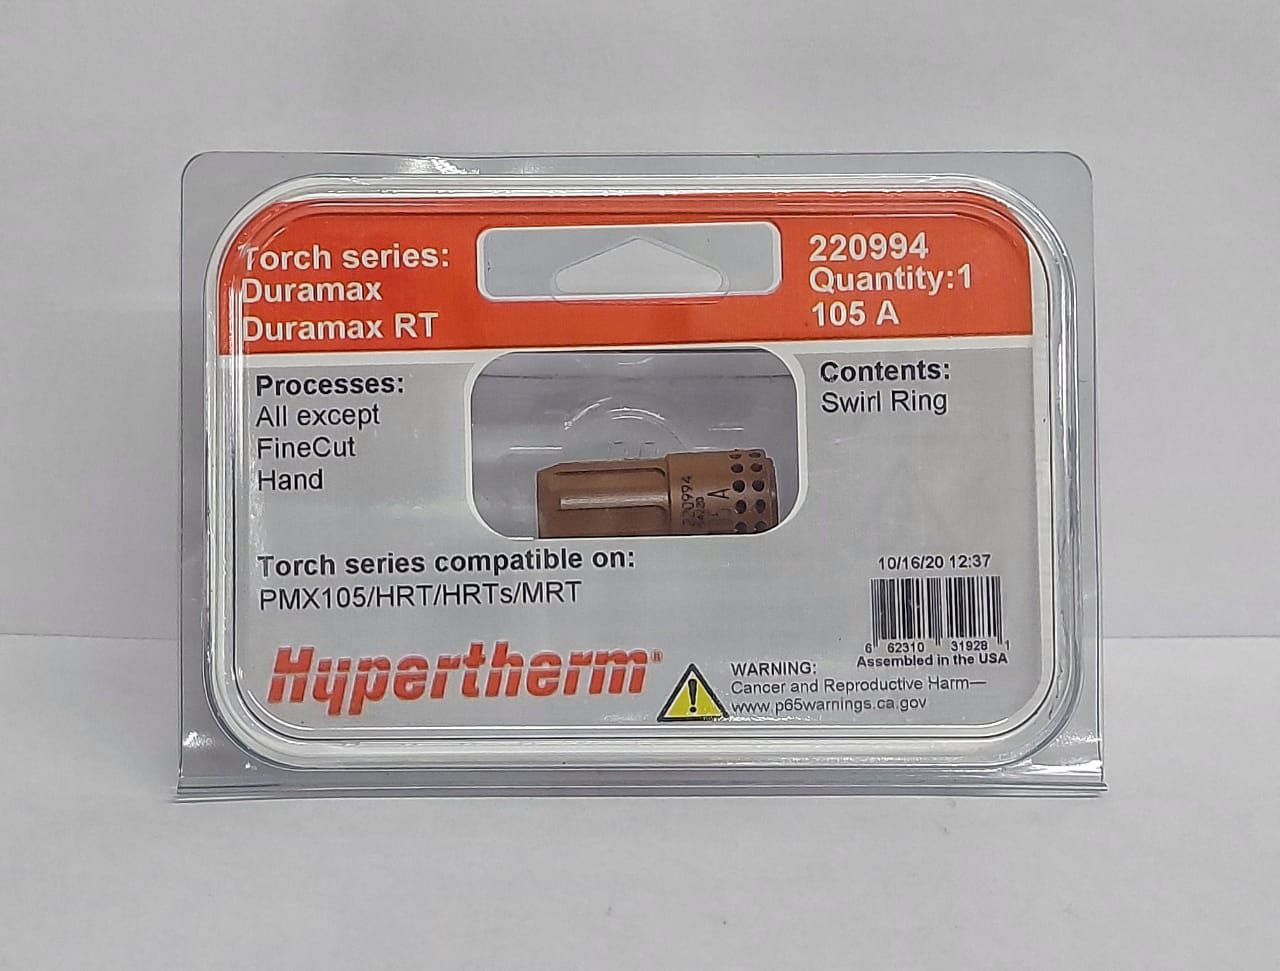 Torch series:
Duramax
Duramax RT
220994
Quantity:1
105 A
Processes:
All except
FineCut
Hand
Contents:
Swirl Ring
220994
A
Torch series compatible on:
PMX105/HRT/HRTs/MRT
10/16/20 12:37
6 62310 31928 1
Assembled in the USA
Hypertherm®
WARNING:
Cancer and Reproductive Harm—
www.p65warnings.ca.gov